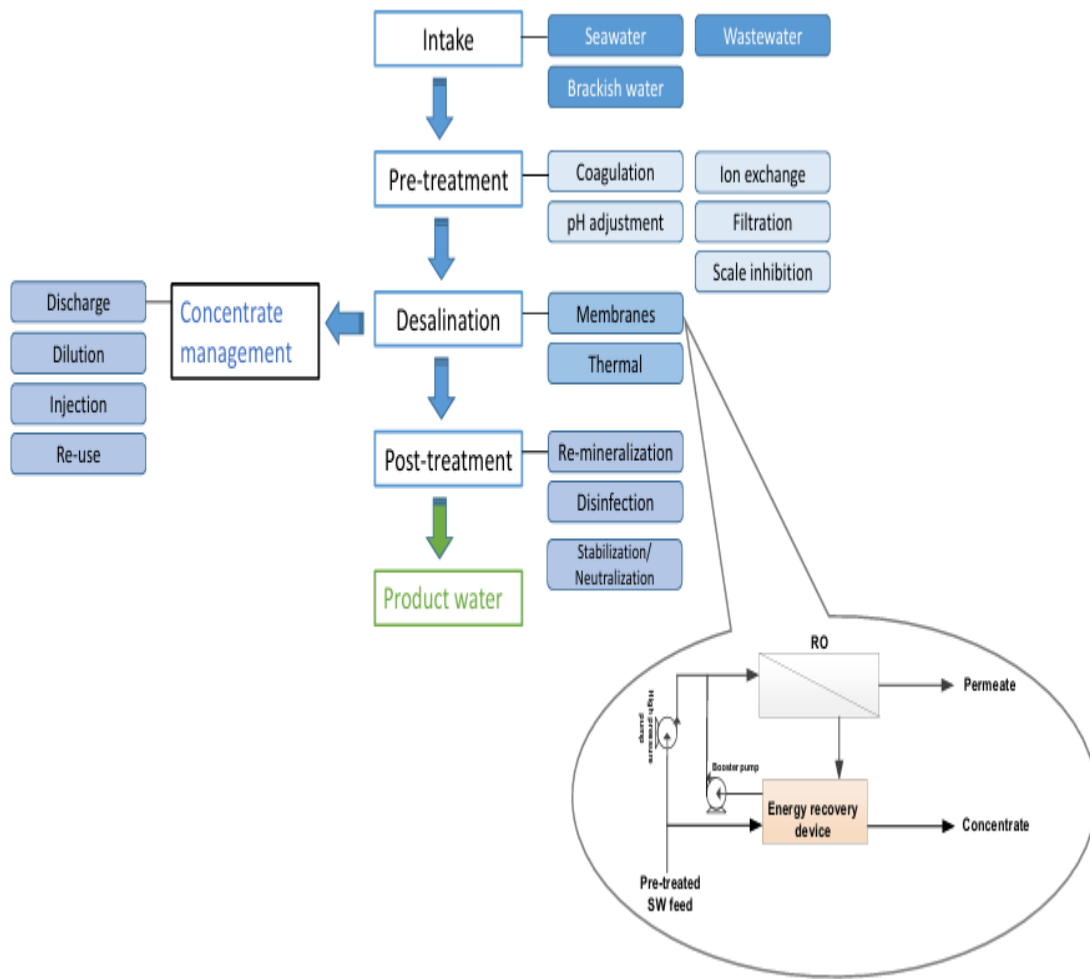 Intake
Seawater
Wastewater
Brackish water
Pre-treatment
Coagulation
Ion exchange
pH adjustment
Filtration
Scale inhibition
Discharge
Dilution
Injection
Re-use
Concentrate
management
Desalination
Membranes
Thermal
Post-treatment
Re-mineralization
Disinfection
Stabilization/
Neutralization
Product water
RO
Permeate
High pressure
pump
Booster pump
Energy recovery
device
Concentrate
Pre-treated
SW feed